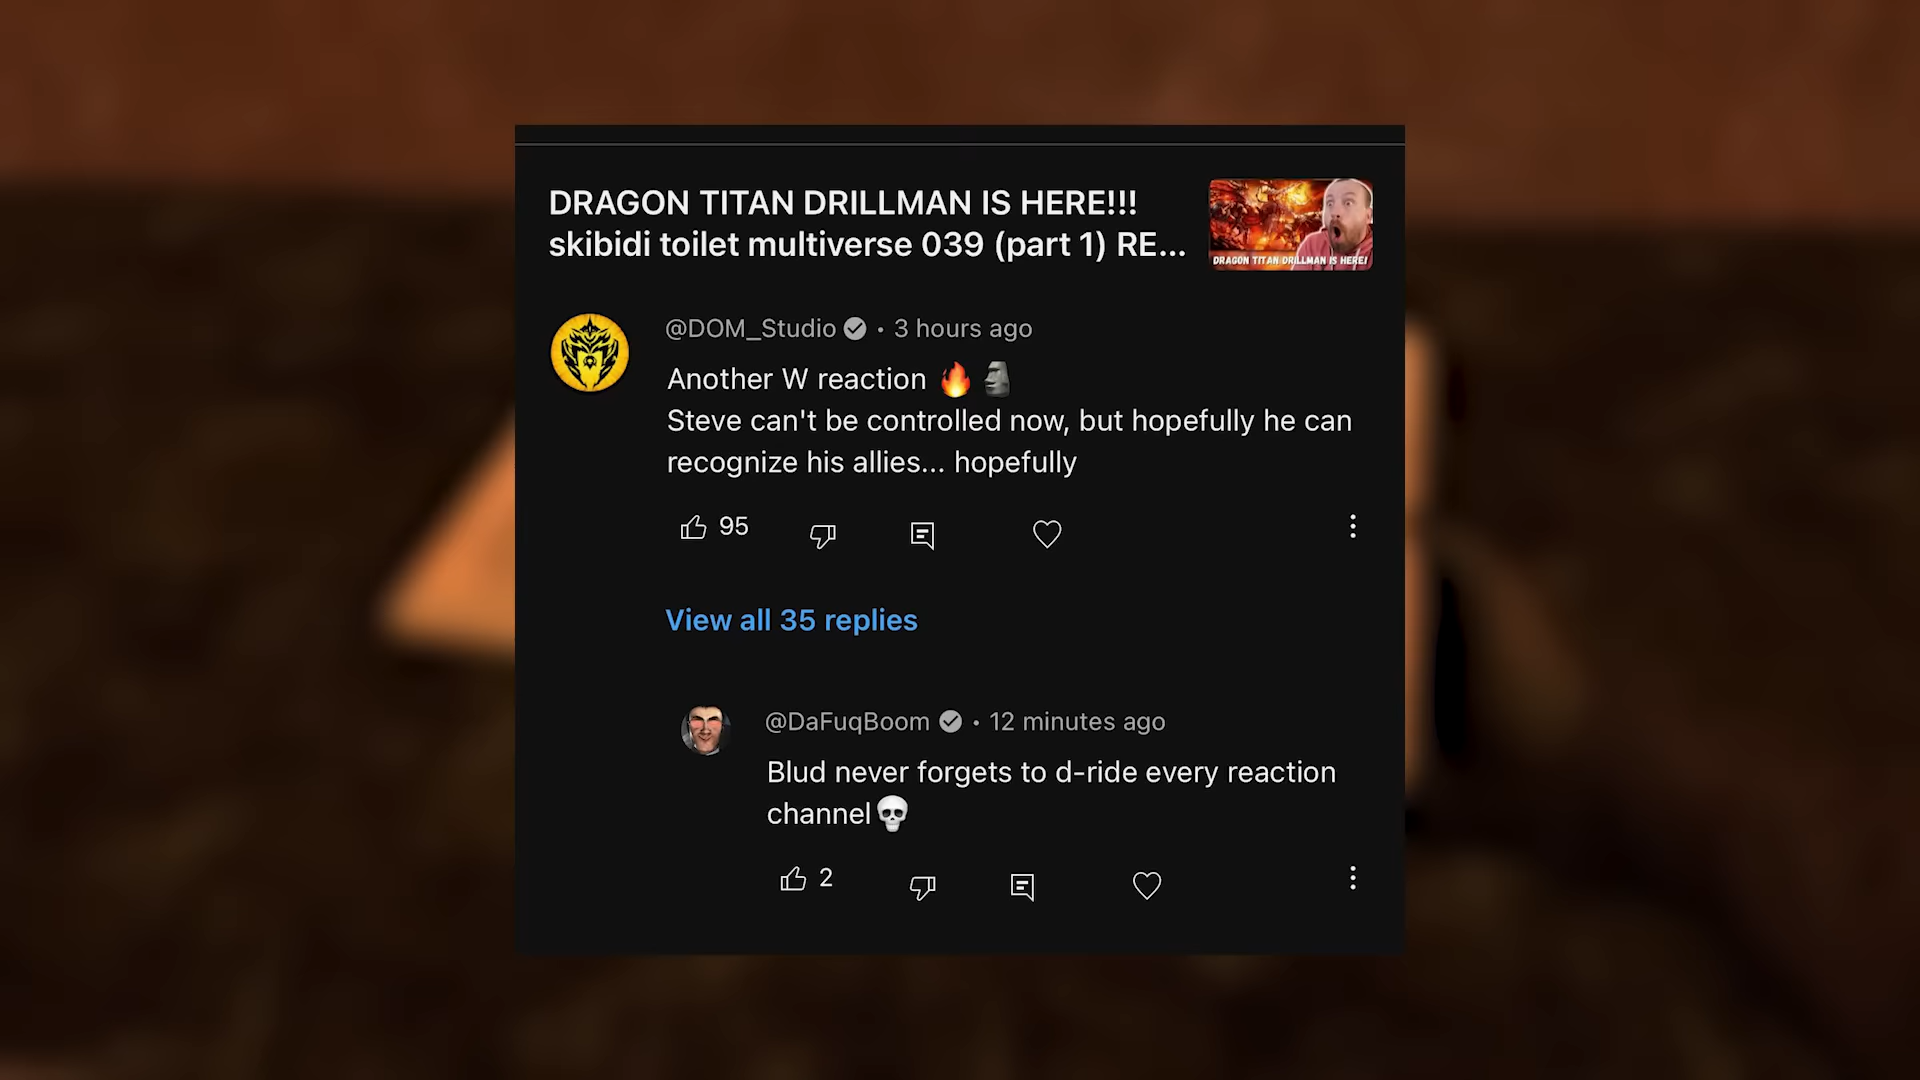 DRAGON TITAN DRILLMAN IS HERE!!!
skibidi toilet multiverse 039 (part 1) RE...
DRAGON TITAN DRILLMAN IS HERE!
@DOM_Studio • 3 hours ago
Another W reaction 🔥 🗿
Steve can't be controlled now, but hopefully he can
recognize his allies... hopefully
95
View all 35 replies
@DaFuqBoom • 12 minutes ago
Blud never forgets to d-ride every reaction
channel💀
2